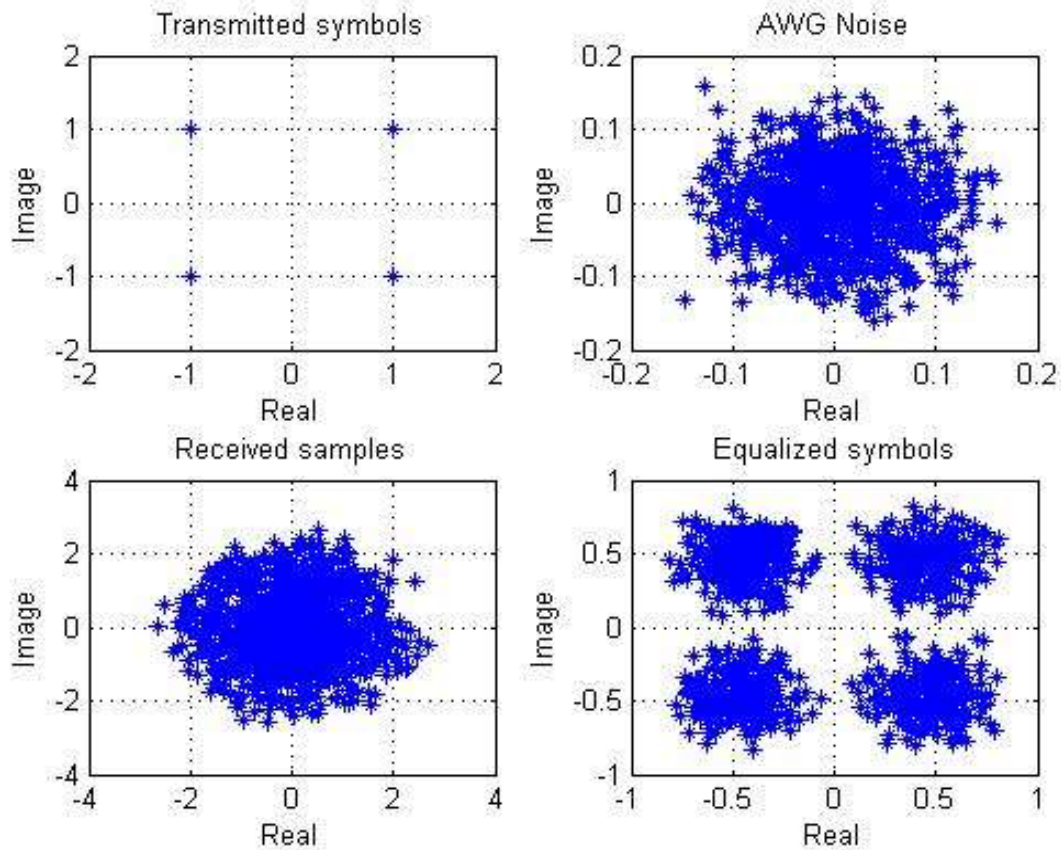 Transmitted symbols
2
1
0
-1
-2
-2 -1 0 1 2
Image
Real
AWG Noise
0.2
0.1
0
-0.1
-0.2
-0.2 -0.1 0 0.1 0.2
Image
Real
Received samples
4
2
0
-2
-4
-4 -2 0 2 4
Image
Real
Equalized symbols
1
0.5
0
-0.5
-1
-1 -0.5 0 0.5 1
Image
Real